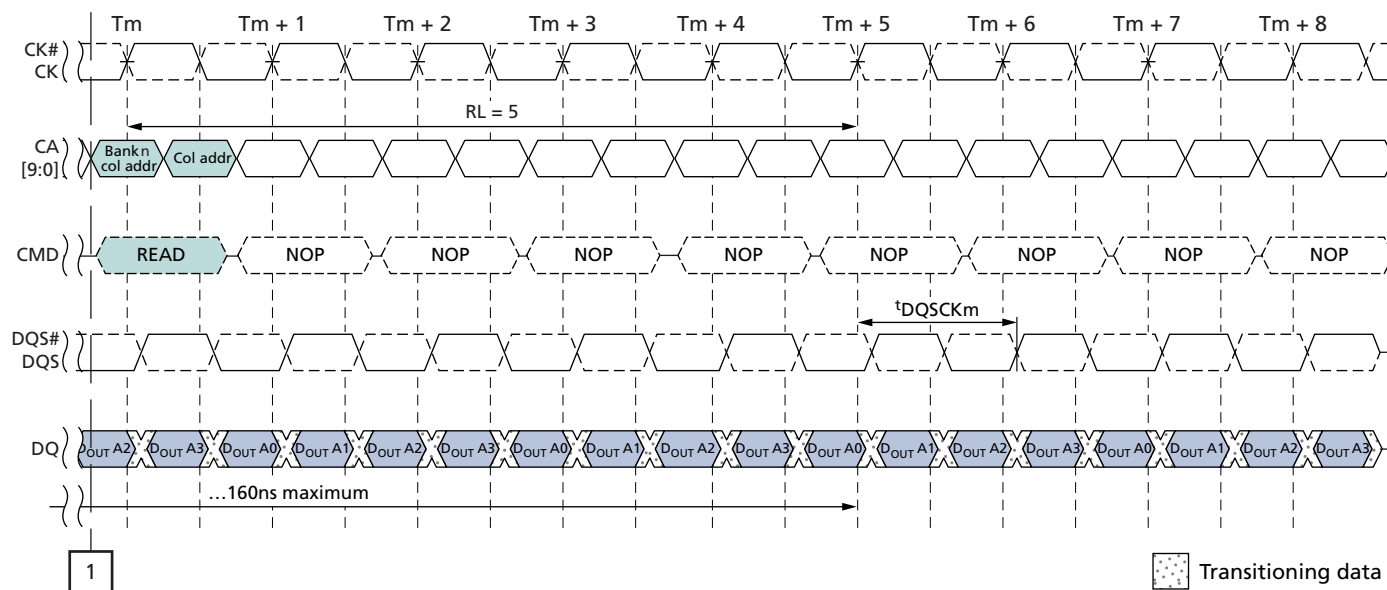 Tm Tm + 1 Tm + 2 Tm + 3 Tm + 4 Tm + 5 Tm + 6 Tm + 7 Tm + 8
CK#
CK
RL = 5
CA
[9:0]
Bank n
col addr
Col addr
CMD READ NOP NOP NOP NOP NOP NOP NOP NOP
tDQSCKm
DQS#
DQS
DQ DOUT A2 DOUT A3 DOUT A0 DOUT A1 DOUT A2 DOUT A3 DOUT A0 DOUT A1 DOUT A2 DOUT A3 DOUT A0 DOUT A1 DOUT A2 DOUT A3 DOUT A0 DOUT A1 DOUT A2 DOUT A3
...160ns maximum
1
Transitioning data